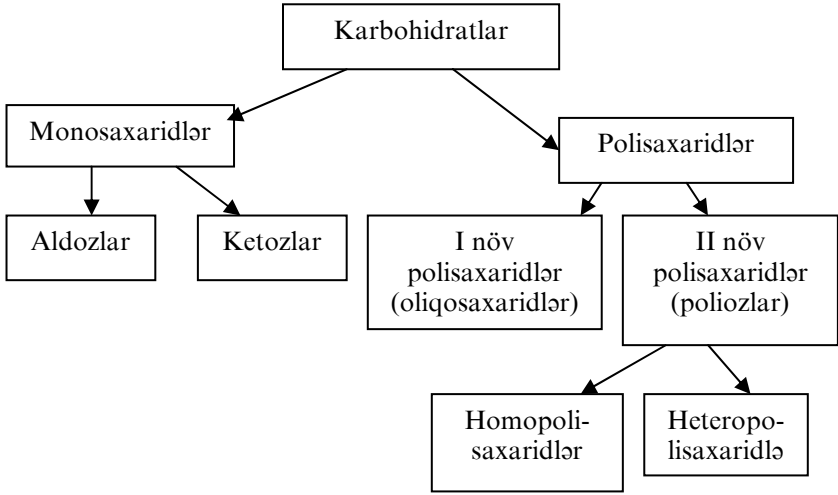 Karbohidratlar
Monosaxaridlər
Polisaxaridlər
Aldozlar
Ketozlar
I növ
polisaxaridlər
(oliqosaxaridlər)
II növ
polisaxaridlər
(poliozlar)
Homopoli-
saxaridlər
Heteropo-
lisaxaridlə